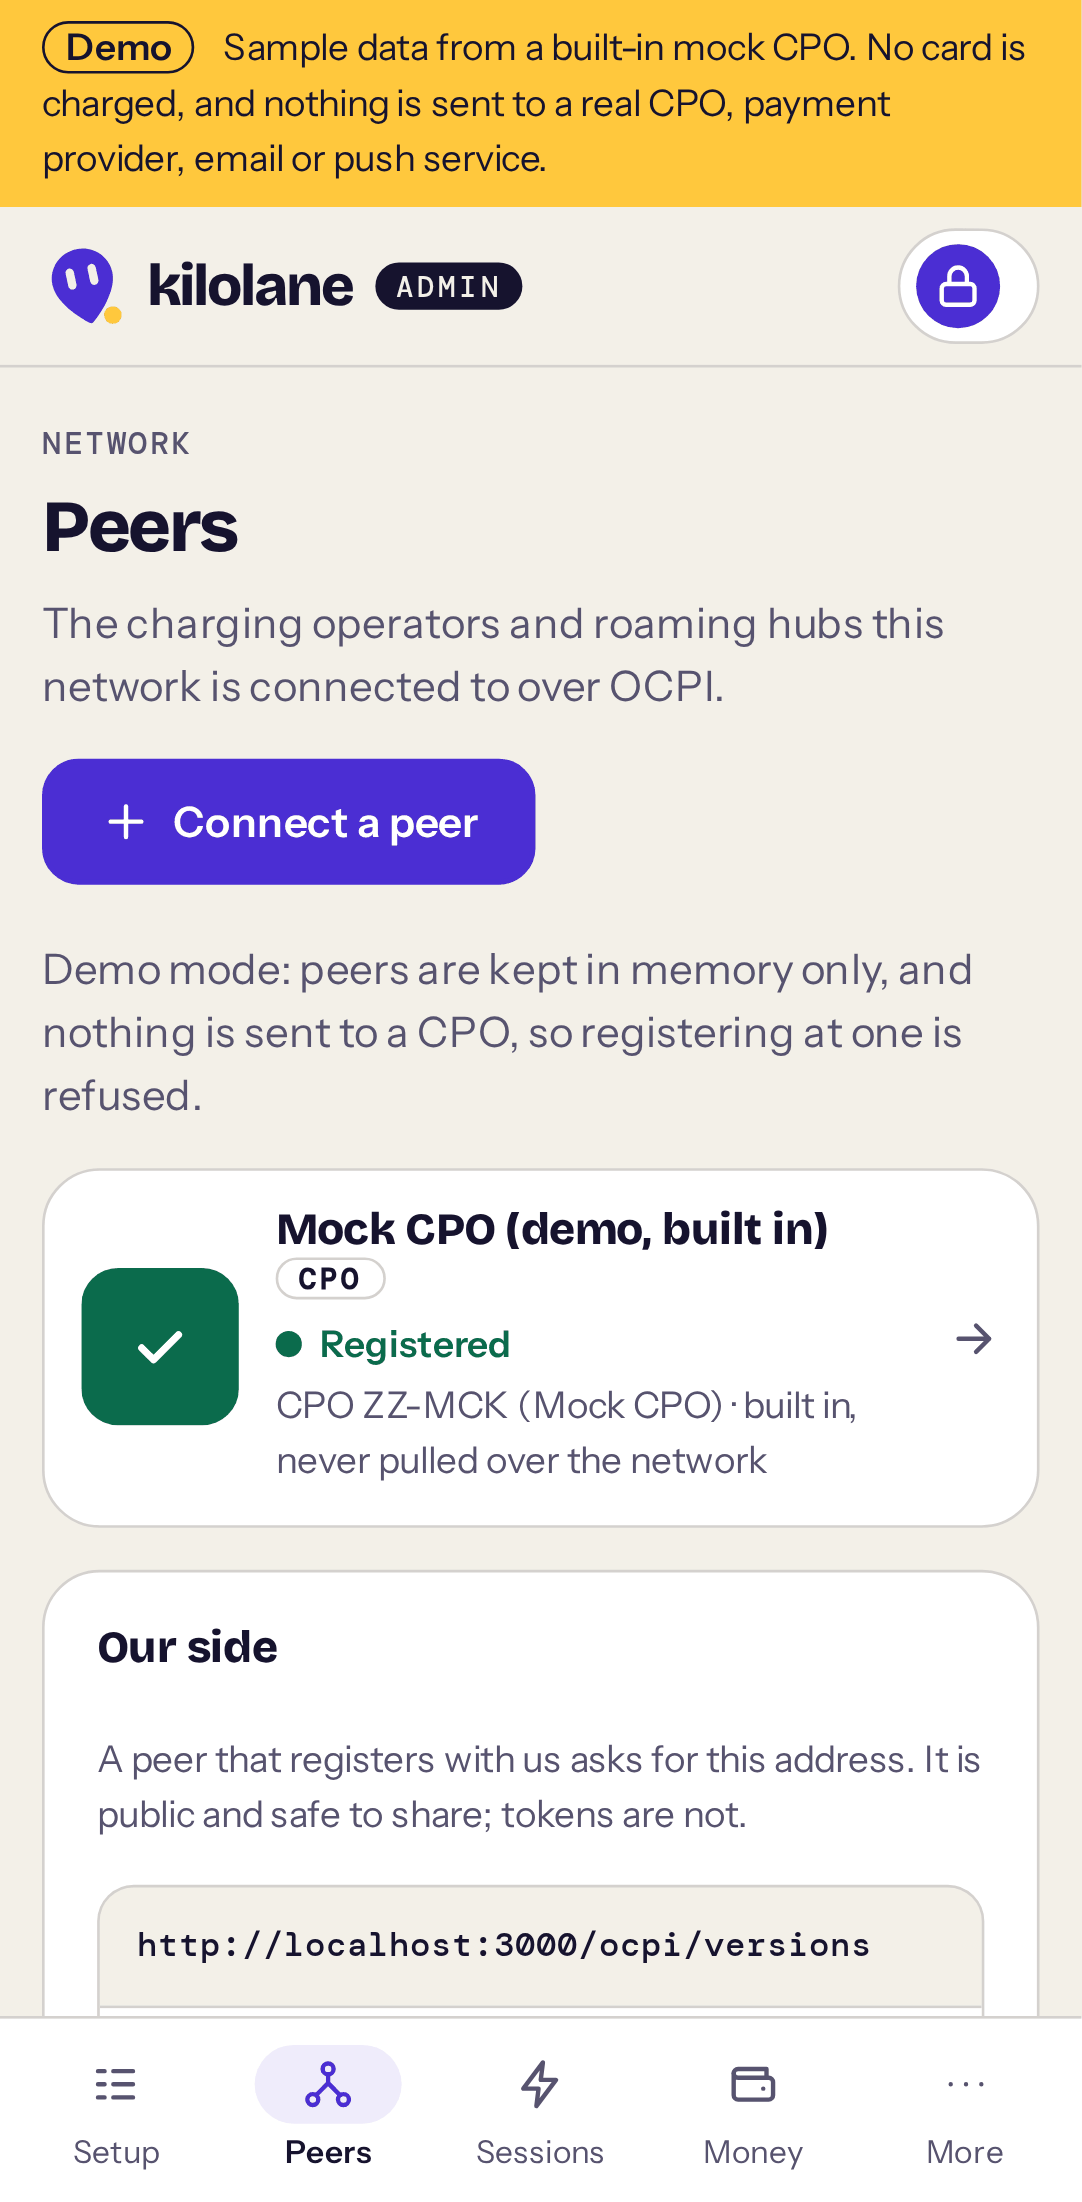 Demo Sample data from a built-in mock CPO. No card is
charged, and nothing is sent to a real CPO, payment
provider, email or push service.
kilolane ADMIN
NETWORK
Peers
The charging operators and roaming hubs this
network is connected to over OCPI.
Connect a peer
Demo mode: peers are kept in memory only, and
nothing is sent to a CPO, so registering at one is
refused.
Mock CPO (demo, built in)
CPO
Registered
CPO ZZ-MCK (Mock CPO) · built in,
never pulled over the network
Our side
A peer that registers with us asks for this address. It is
public and safe to share; tokens are not.
http://localhost:3000/ocpi/versions
Setup Peers Sessions Money More